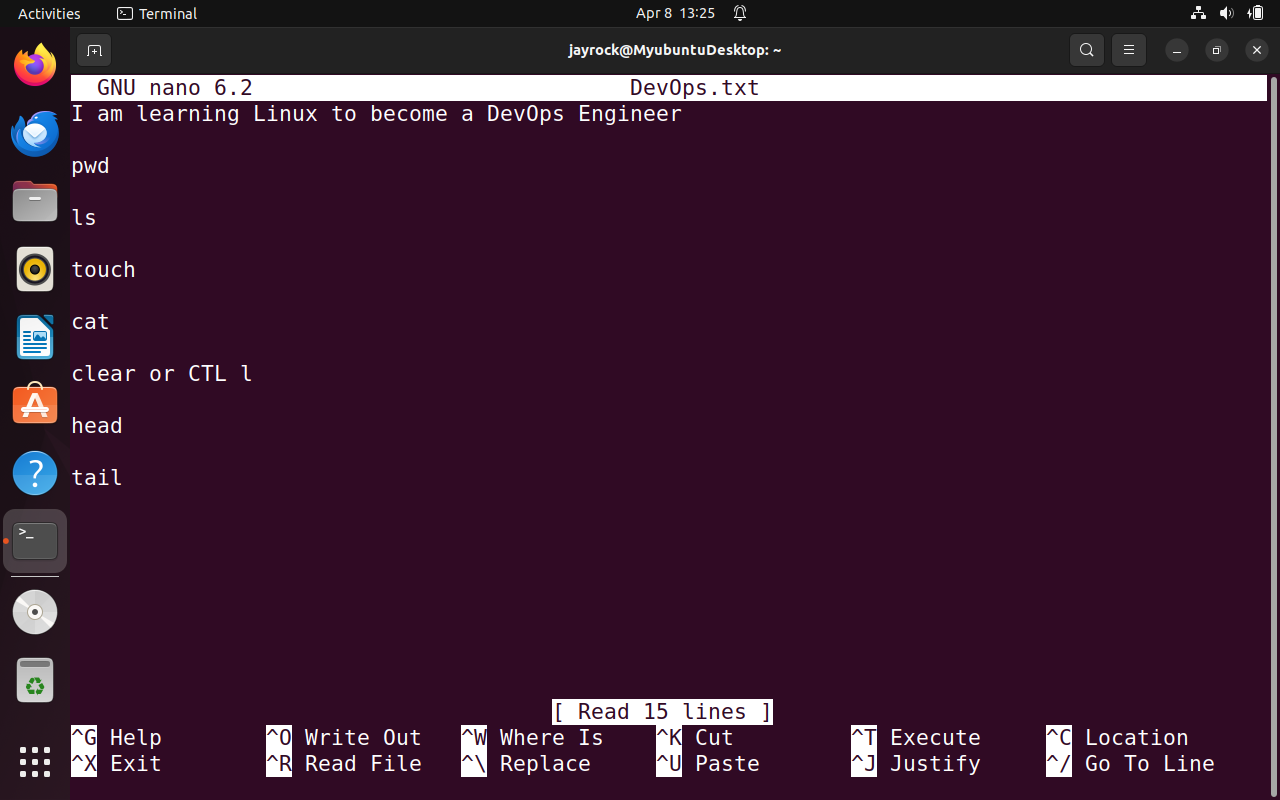 Activities Terminal Apr 8 13:25
jayrock@MyubuntuDesktop: ~
GNU nano 6.2 DevOps.txt
I am learning Linux to become a DevOps Engineer
pwd
ls
touch
cat
clear or CTL l
head
tail
[ Read 15 lines ]
^G Help ^O Write Out ^W Where Is ^K Cut ^T Execute ^C Location
^X Exit ^R Read File ^\ Replace ^U Paste ^J Justify ^/ Go To Line